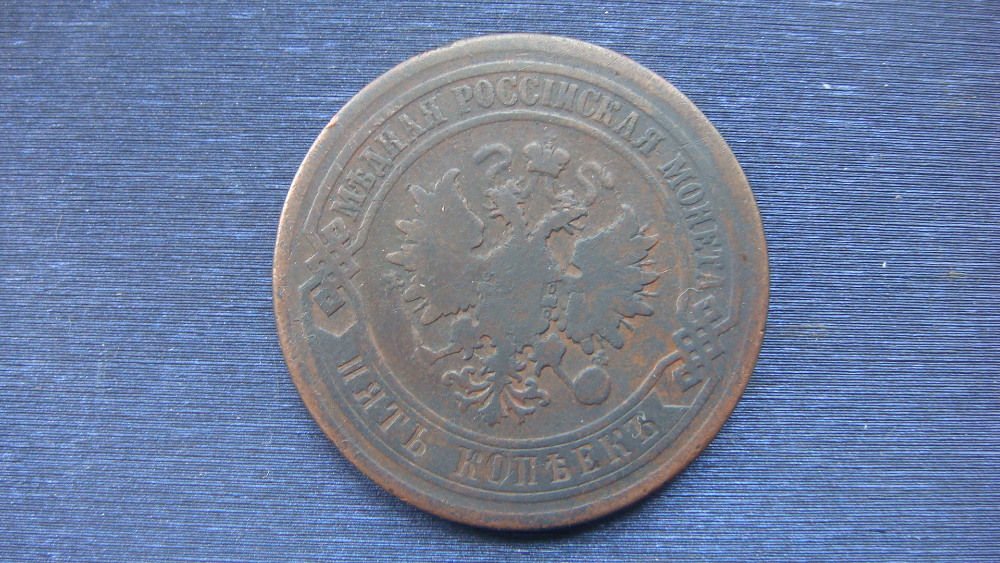 МѢДНАЯ РОССІЙСКАЯ МОНЕТА
ПЯТЬ КОПѢЕКЪ